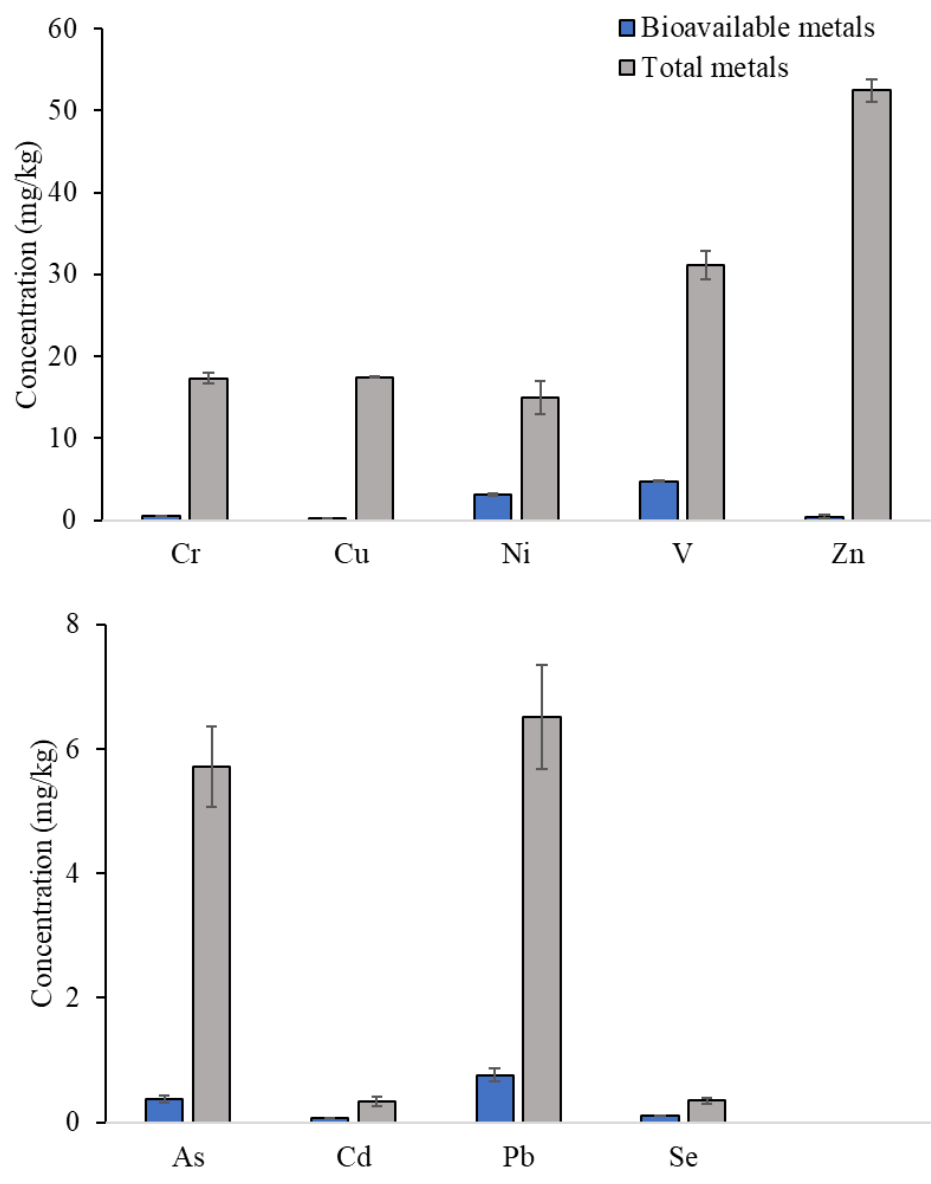 Bioavailable metals
Total metals
Concentration (mg/kg)
60
50
40
30
20
10
0
Cr Cu Ni V Zn
Concentration (mg/kg)
8
6
4
2
0
As Cd Pb Se